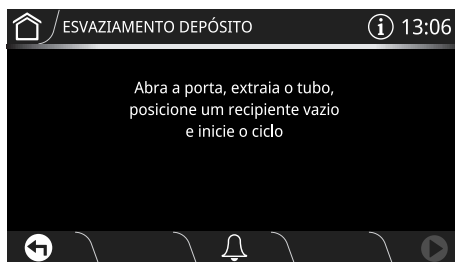 ESVAZIAMENTO DEPÓSITO
i 13:06
Abra a porta, extraia o tubo,
posicione um recipiente vazio
e inicie o ciclo